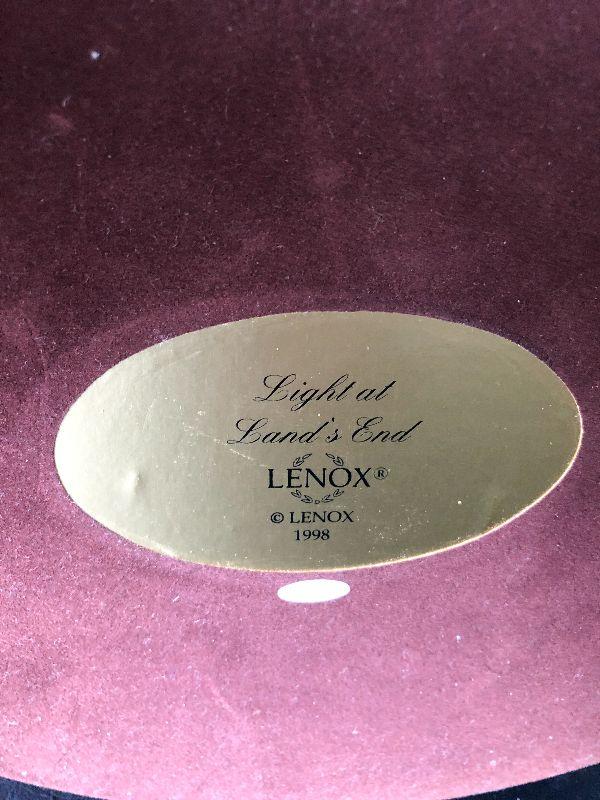 Light at
Land's End
LENOX®
© LENOX
1998